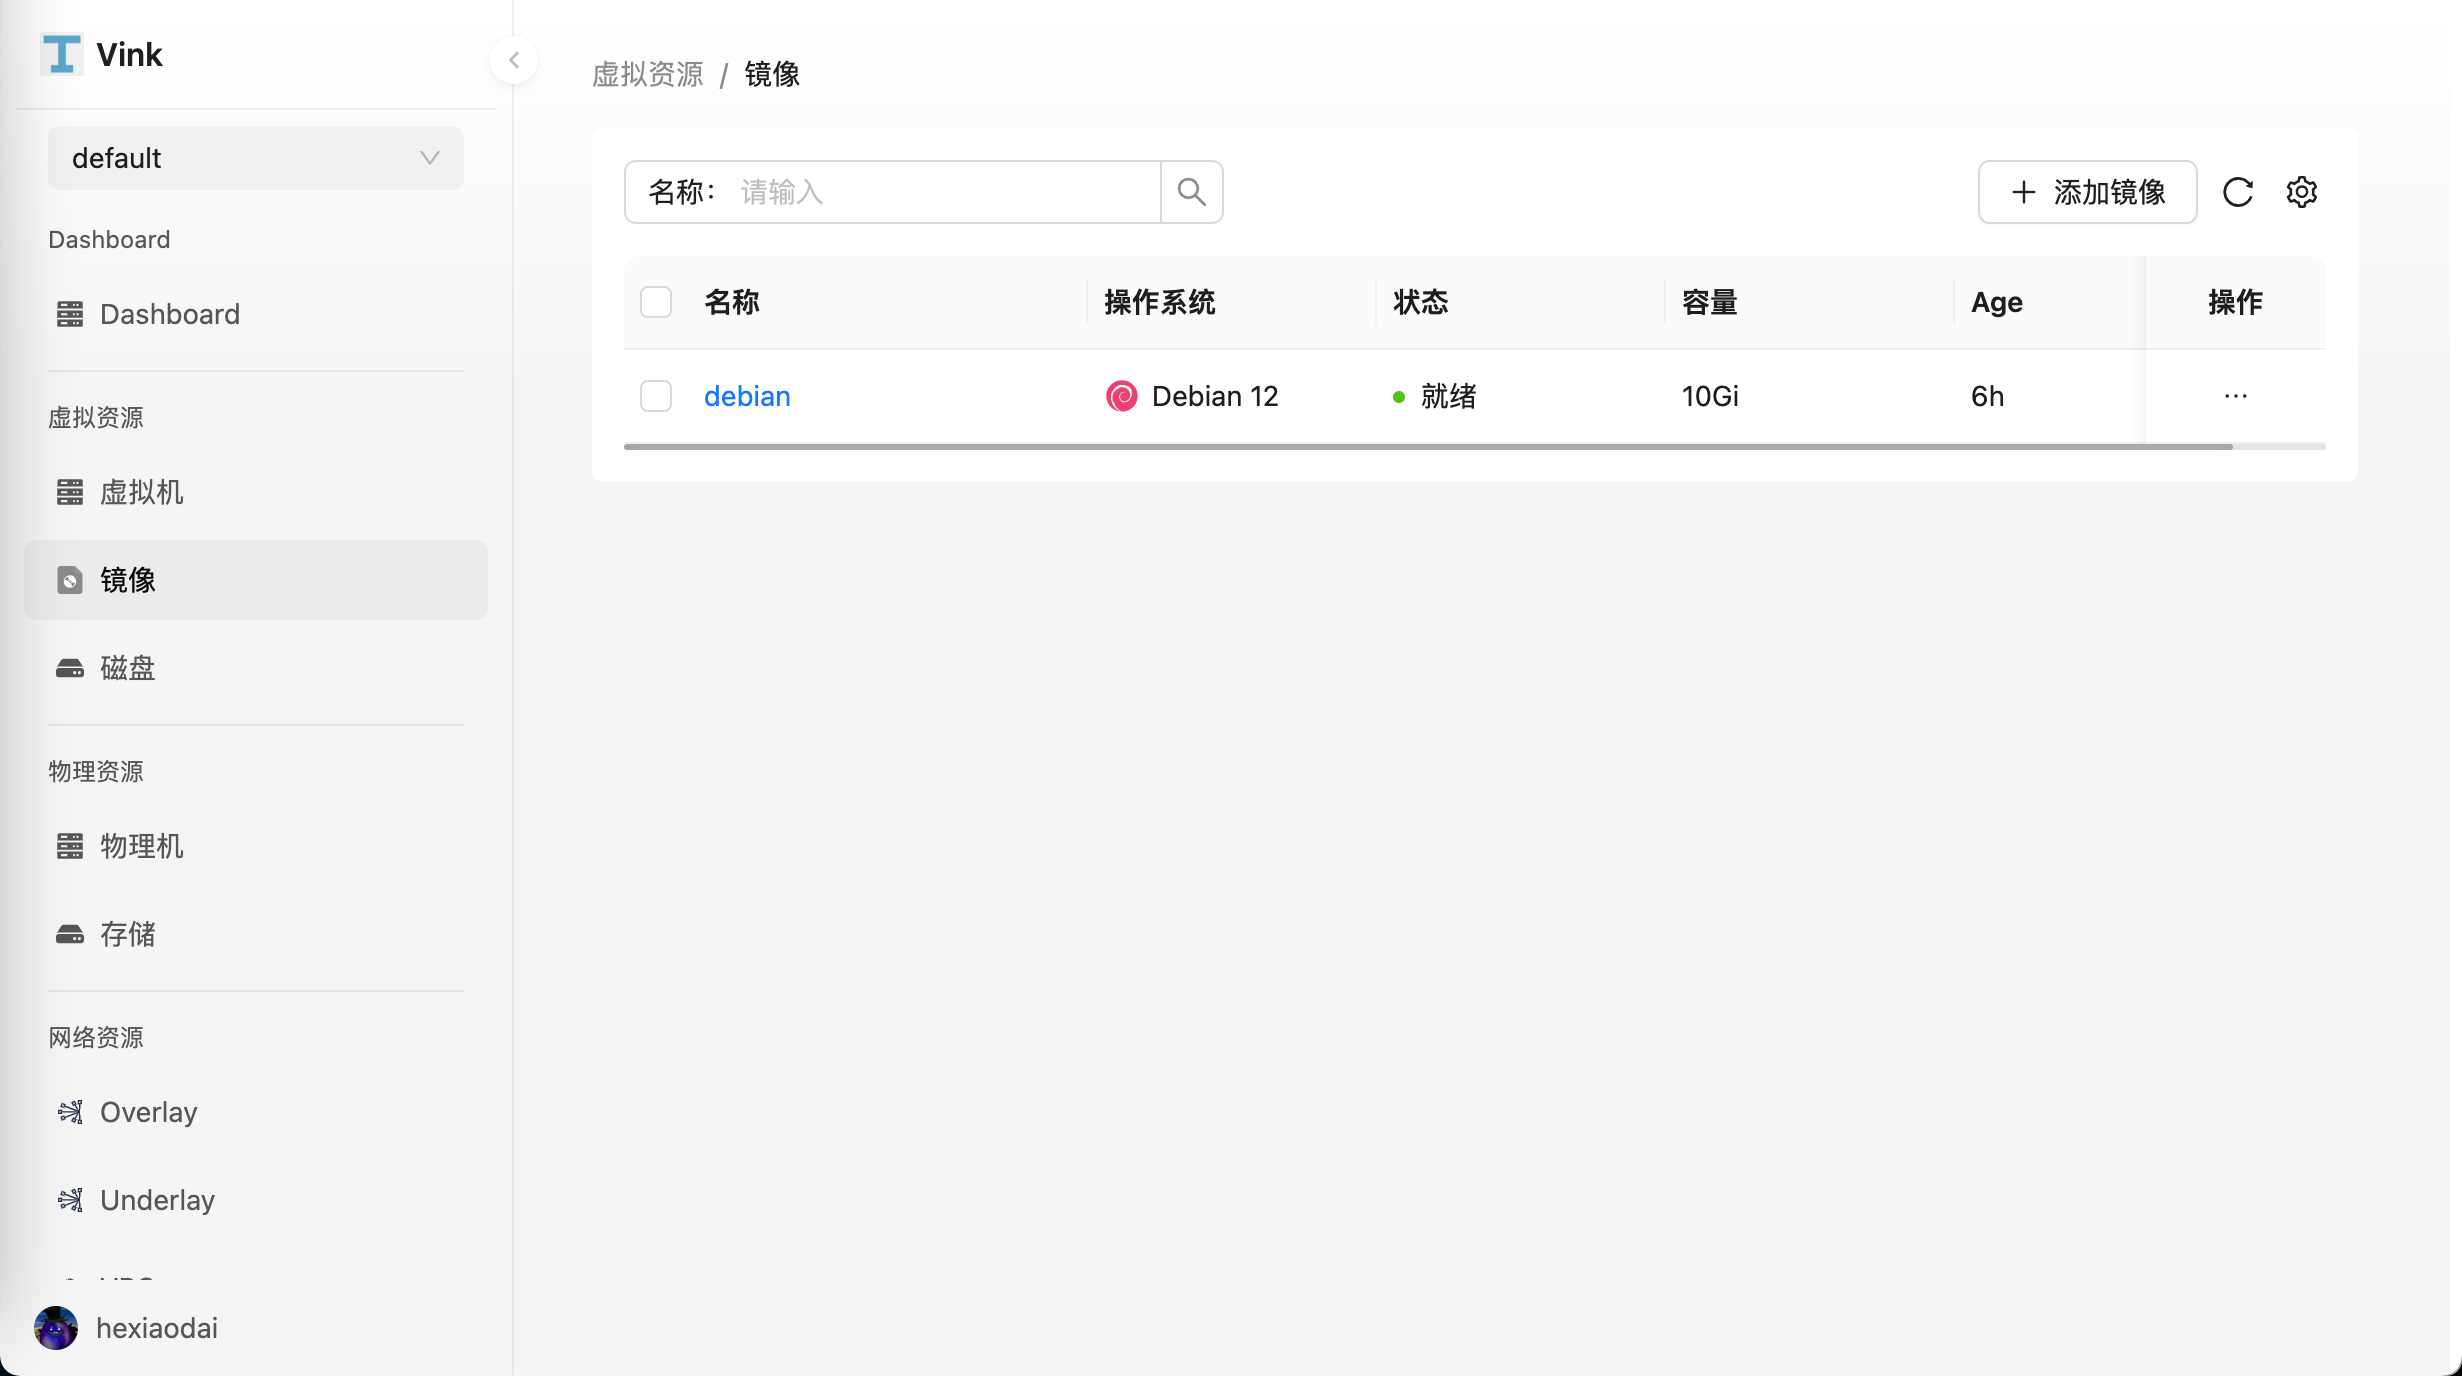 Vink
default
Dashboard
Dashboard
虚拟资源
虚拟机
镜像
磁盘
物理资源
物理机
存储
网络资源
Overlay
Underlay
hexiaodai
虚拟资源 / 镜像
名称： 请输入
添加镜像
名称 操作系统 状态 容量 Age 操作
debian Debian 12 就绪 10Gi 6h ···